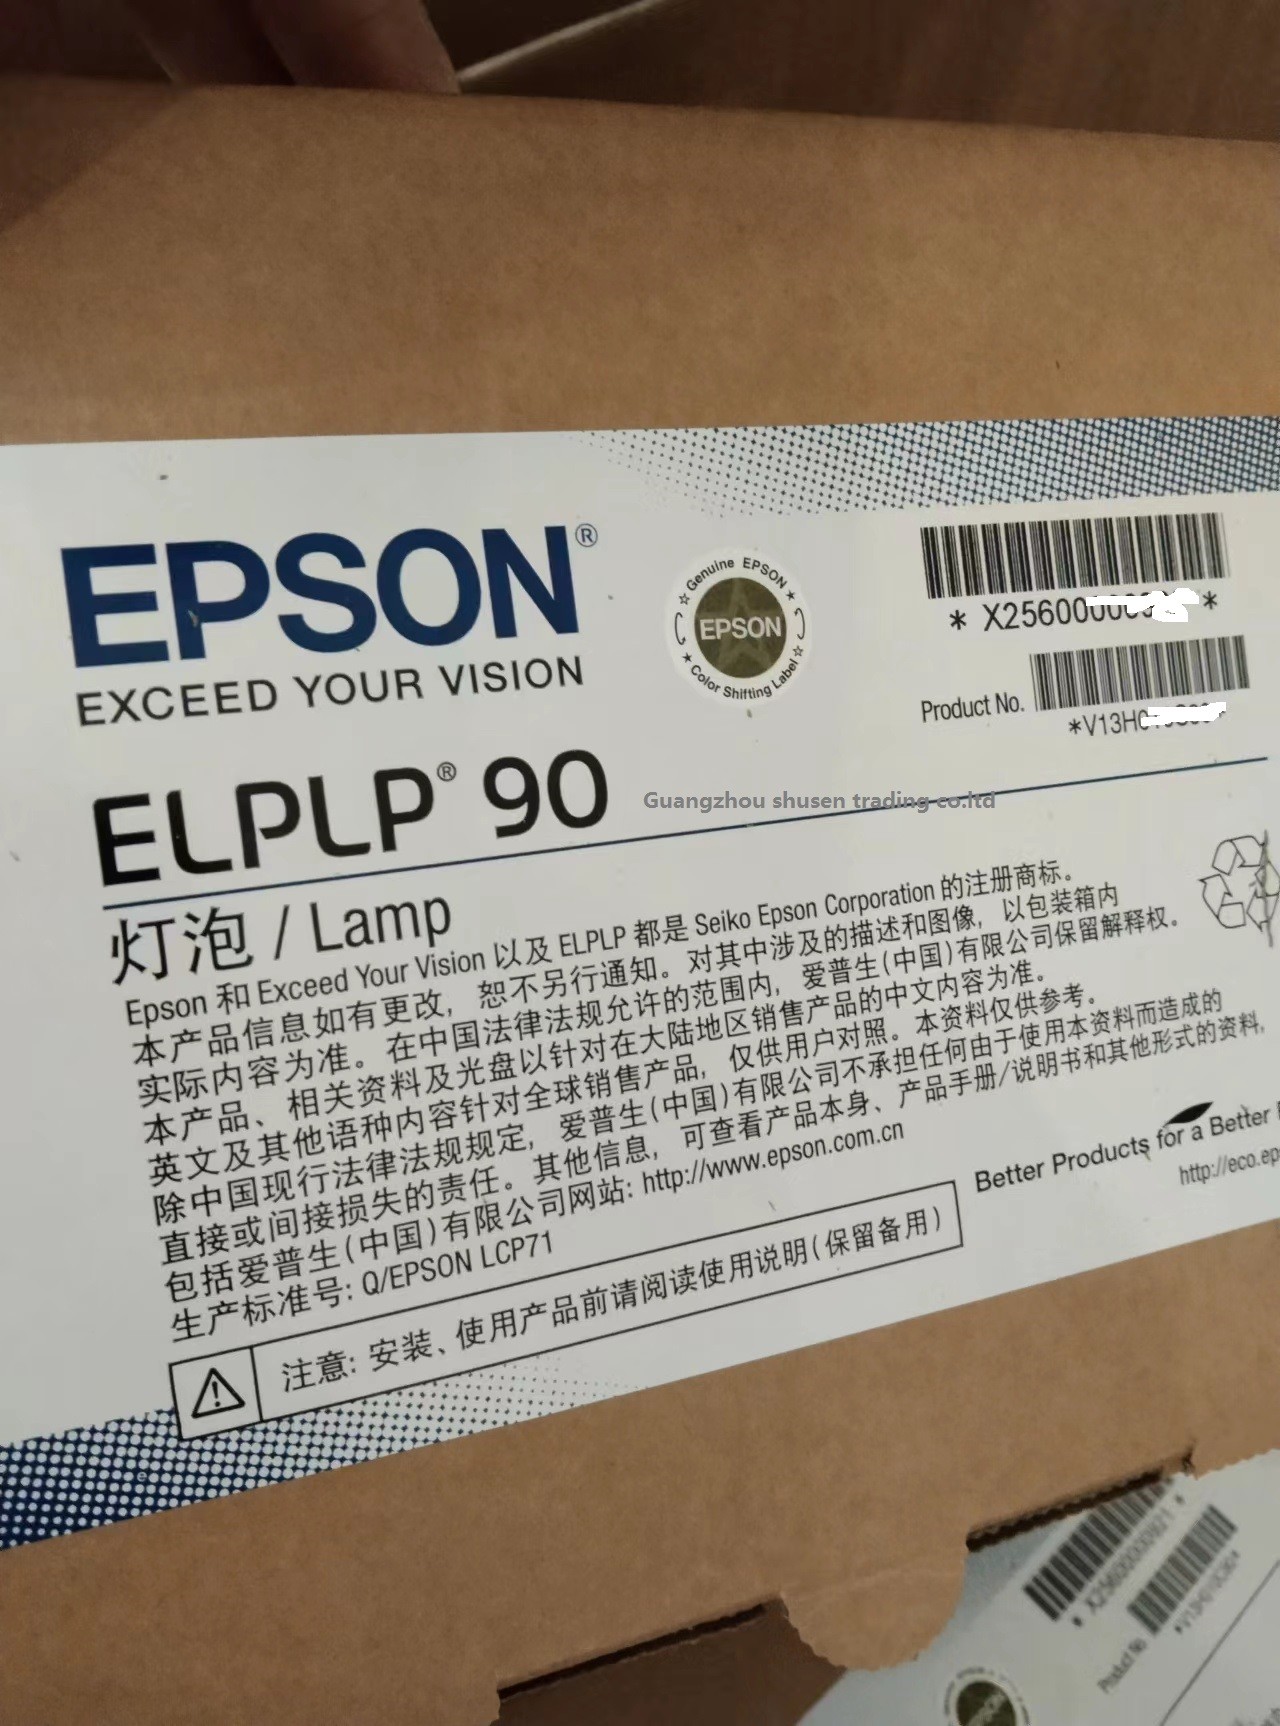 EPSON®
EXCEED YOUR VISION
☆ Genuine EPSON ★
EPSON
★ Color Shifting Label ☆
* X25600 *
Product No.
*V13H
ELPLP® 90
Guangzhou shusen trading co.ltd
灯泡 / Lamp
Epson 和 Exceed Your Vision 以及 ELPLP 都是 Seiko Epson Corporation 的注册商标。
本产品信息如有更改，恕不另行通知。对其中涉及的描述和图像，以包装箱内
实际内容为准。在中国法律法规允许的范围内，爱普生(中国)有限公司保留解释权。
本产品、相关资料及光盘以针对在大陆地区销售产品的中文内容为准。
英文及其他语种内容针对全球销售产品，仅供用户对照。本资料仅供参考。
除中国现行法律法规规定，爱普生(中国)有限公司不承担任何由于使用本资料而造成的
直接或间接损失的责任。其他信息，可查看产品本身、产品手册/说明书和其他形式的资料,
包括爱普生(中国)有限公司网站: http://www.epson.com.cn
生产标准号: Q/EPSON LCP71
Better Products for a Better
http://eco.ep
注意: 安装、使用产品前请阅读使用说明(保留备用)
* X25600000921 *
Product No
EPSON